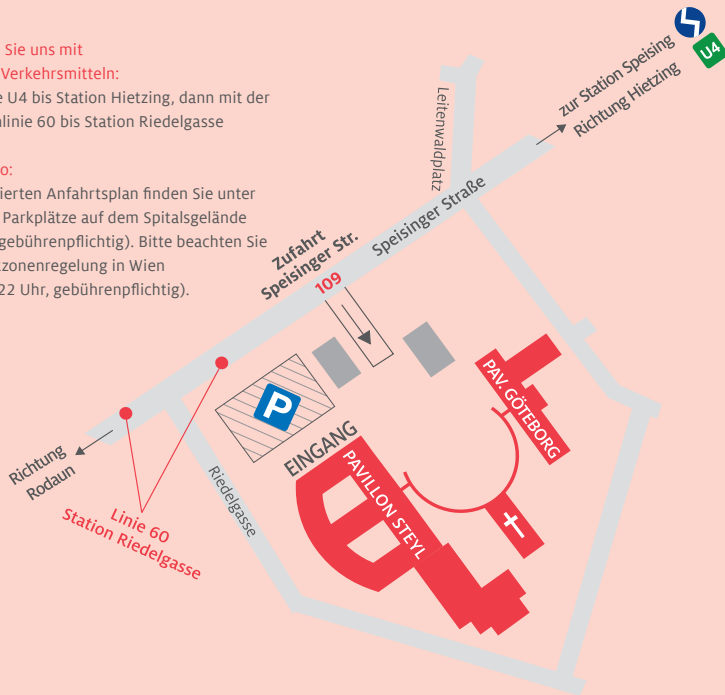 Sie uns mit
Verkehrsmitteln:
U4 bis Station Hietzing, dann mit der
linie 60 bis Station Riedelgasse
o:
ierten Anfahrtsplan finden Sie unter
Parkplätze auf dem Spitalsgelände
gebührenpflichtig). Bitte beachten Sie
zonenregelung in Wien
22 Uhr, gebührenpflichtig).
U4
zur Station Speising
Richtung Hietzing
Leitenwaldplatz
Speisinger Straße
Zufahrt
Speisinger Str.
109
P
PAV. GÖTEBORG
EINGANG
PAVILLON STEYL
Richtung
Rodaun
Riedelgasse
Linie 60
Station Riedelgasse